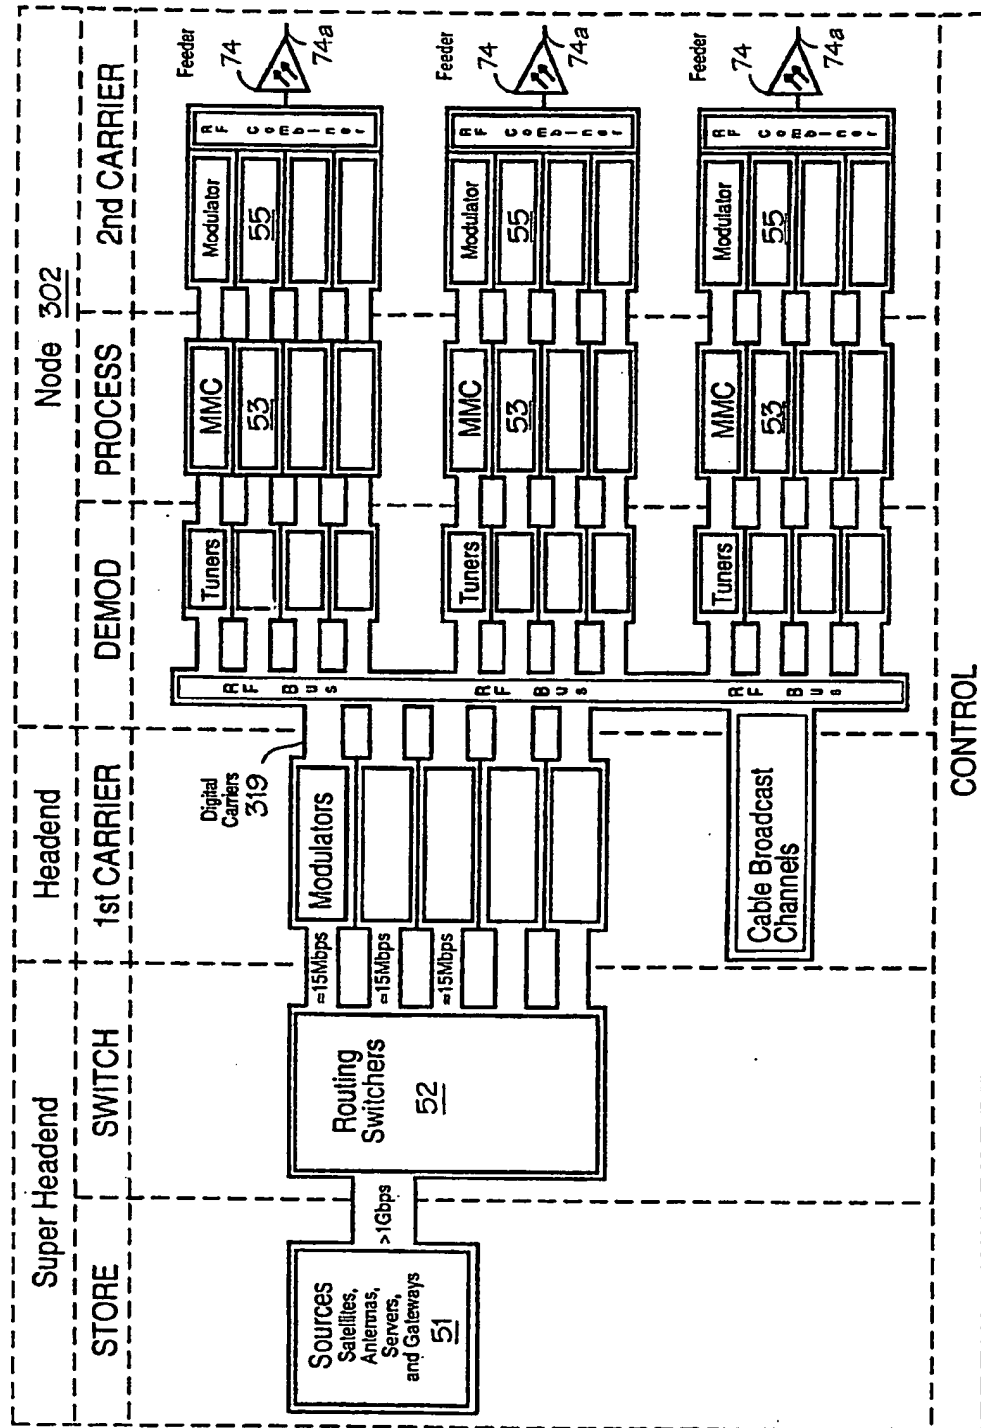 Super Headend
Headend
Node 302
STORE
SWITCH
1st CARRIER
DEMOD
PROCESS
2nd CARRIER
Sources
Satellites,
Antennas,
Servers,
and Gateways
51
>1Gbps
Routing
Switchers
52
≈15Mbps
≈15Mbps
≈15Mbps
Modulators
Digital
Carriers
319
Cable Broadcast
Channels
RF Bus
RF Bus
RF Bus
Tuners
MMC
53
Modulator
55
RF Combiner
Feeder
74
74a
Tuners
MMC
53
Modulator
55
RF Combiner
Feeder
74
74a
Tuners
MMC
53
Modulator
55
RF Combiner
Feeder
74
74a
CONTROL